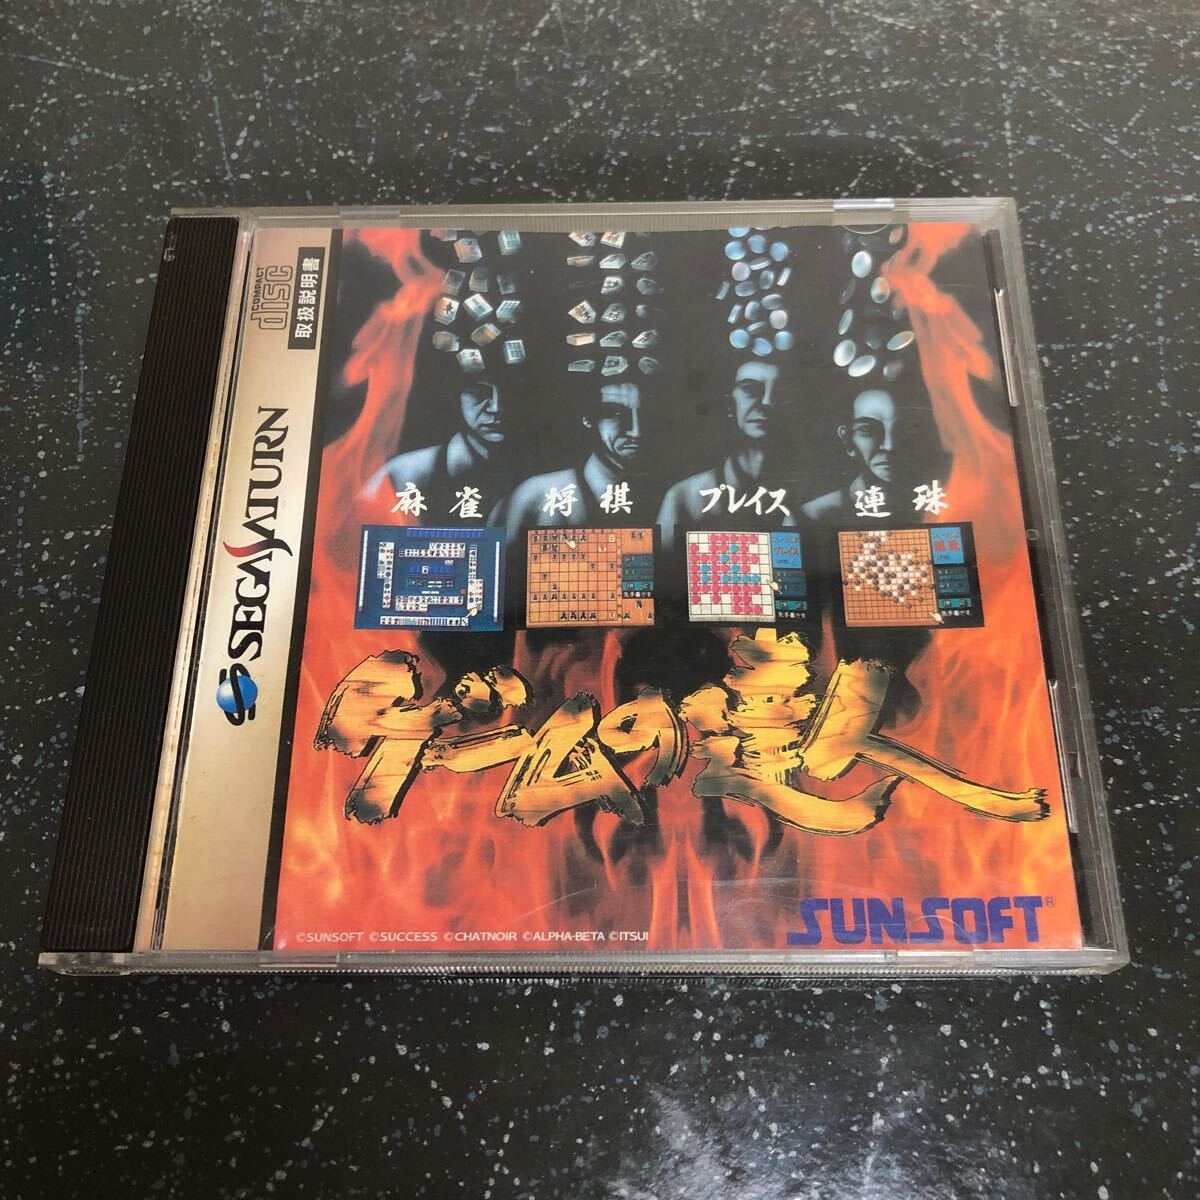 COMPACT
disc
取扱説明書
SEGA SATURN
麻雀 将棋 プレイス 連珠
ゲームの達人
©SUNSOFT ©SUCCESS ©CHATNOIR ©ALPHA-BETA ©ITSUI
SUNSOFT®